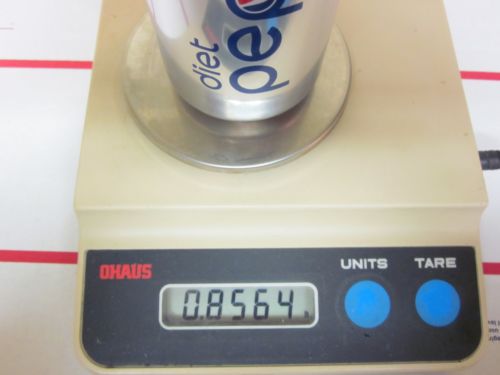 diet
pep
OHAUS
UNITS
TARE
0.8564